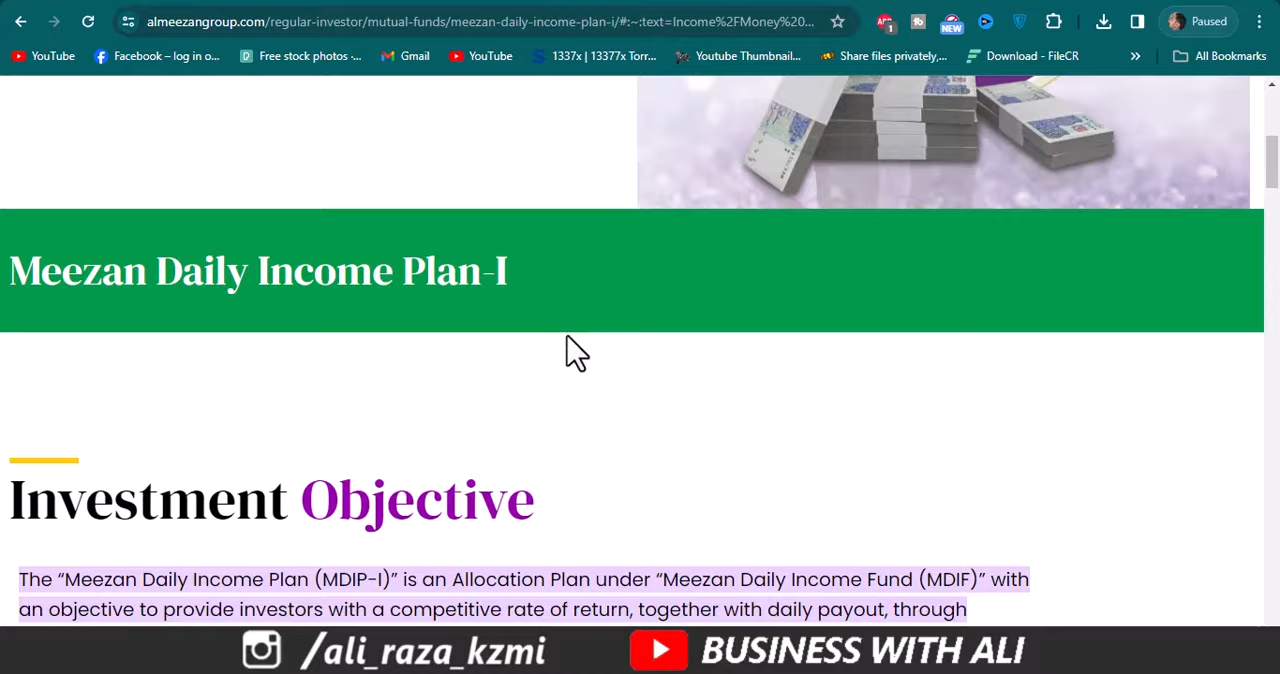 almeezangroup.com/regular-investor/mutual-funds/meezan-daily-income-plan-i/#:~:text=Income%2FMoney%20...
1
NEW
Paused
YouTube
Facebook – log in o...
Free stock photos -...
Gmail
YouTube
1337x | 13377x Torr...
Youtube Thumbnail...
Share files privately,...
Download - FileCR
»
All Bookmarks
Meezan Daily Income Plan-I
Investment Objective
The “Meezan Daily Income Plan (MDIP-I)” is an Allocation Plan under “Meezan Daily Income Fund (MDIF)” with
an objective to provide investors with a competitive rate of return, together with daily payout, through
/ali_raza_kzmi
BUSINESS WITH ALI